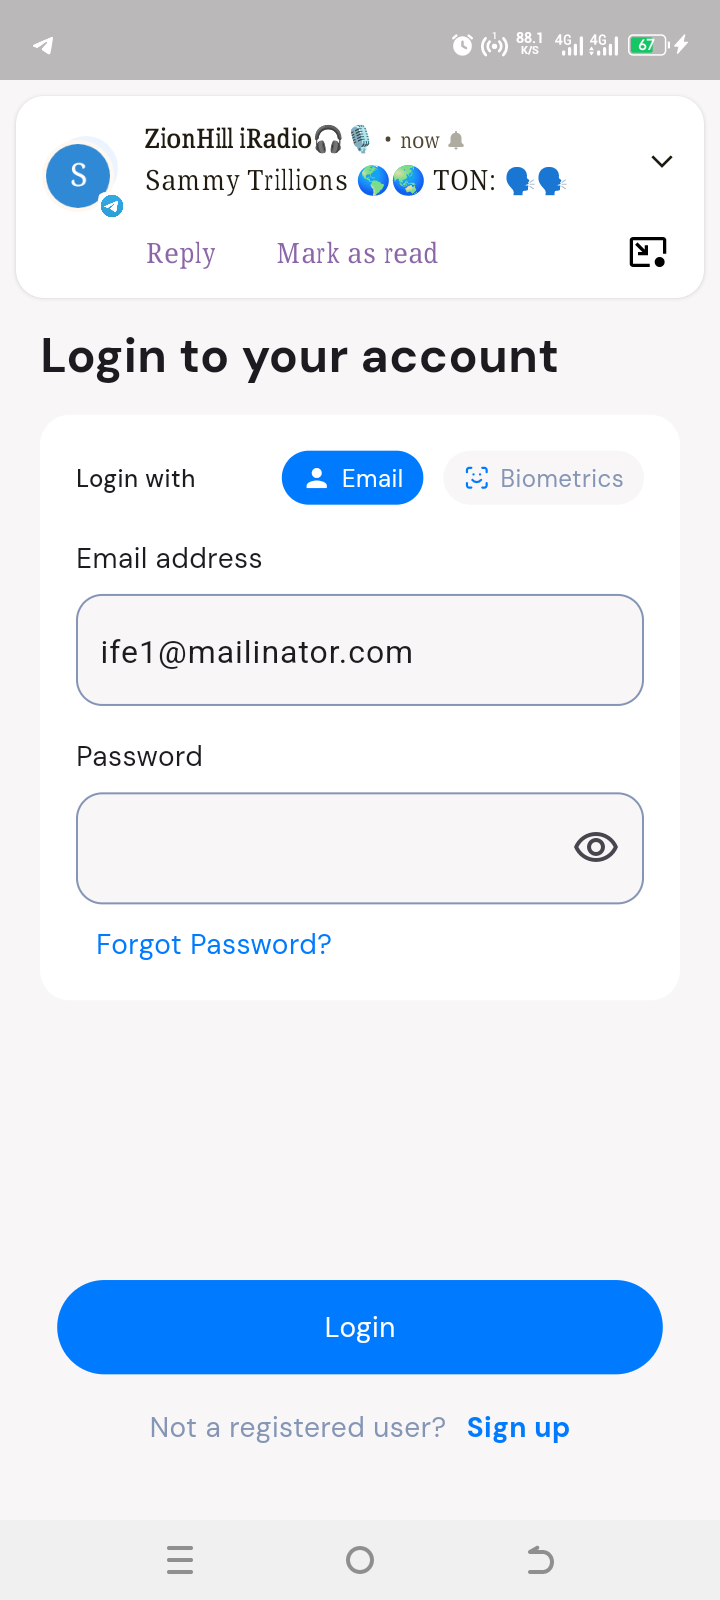 88.1
K/S
4G
4G
67
ZionHill iRadio🎧🎙️ • now
S
Sammy Trillions 🌎🌏 TON: 🗣️🗣️
Reply Mark as read
Login to your account
Login with Email Biometrics
Email address
ife1@mailinator.com
Password
Forgot Password?
Login
Not a registered user? Sign up